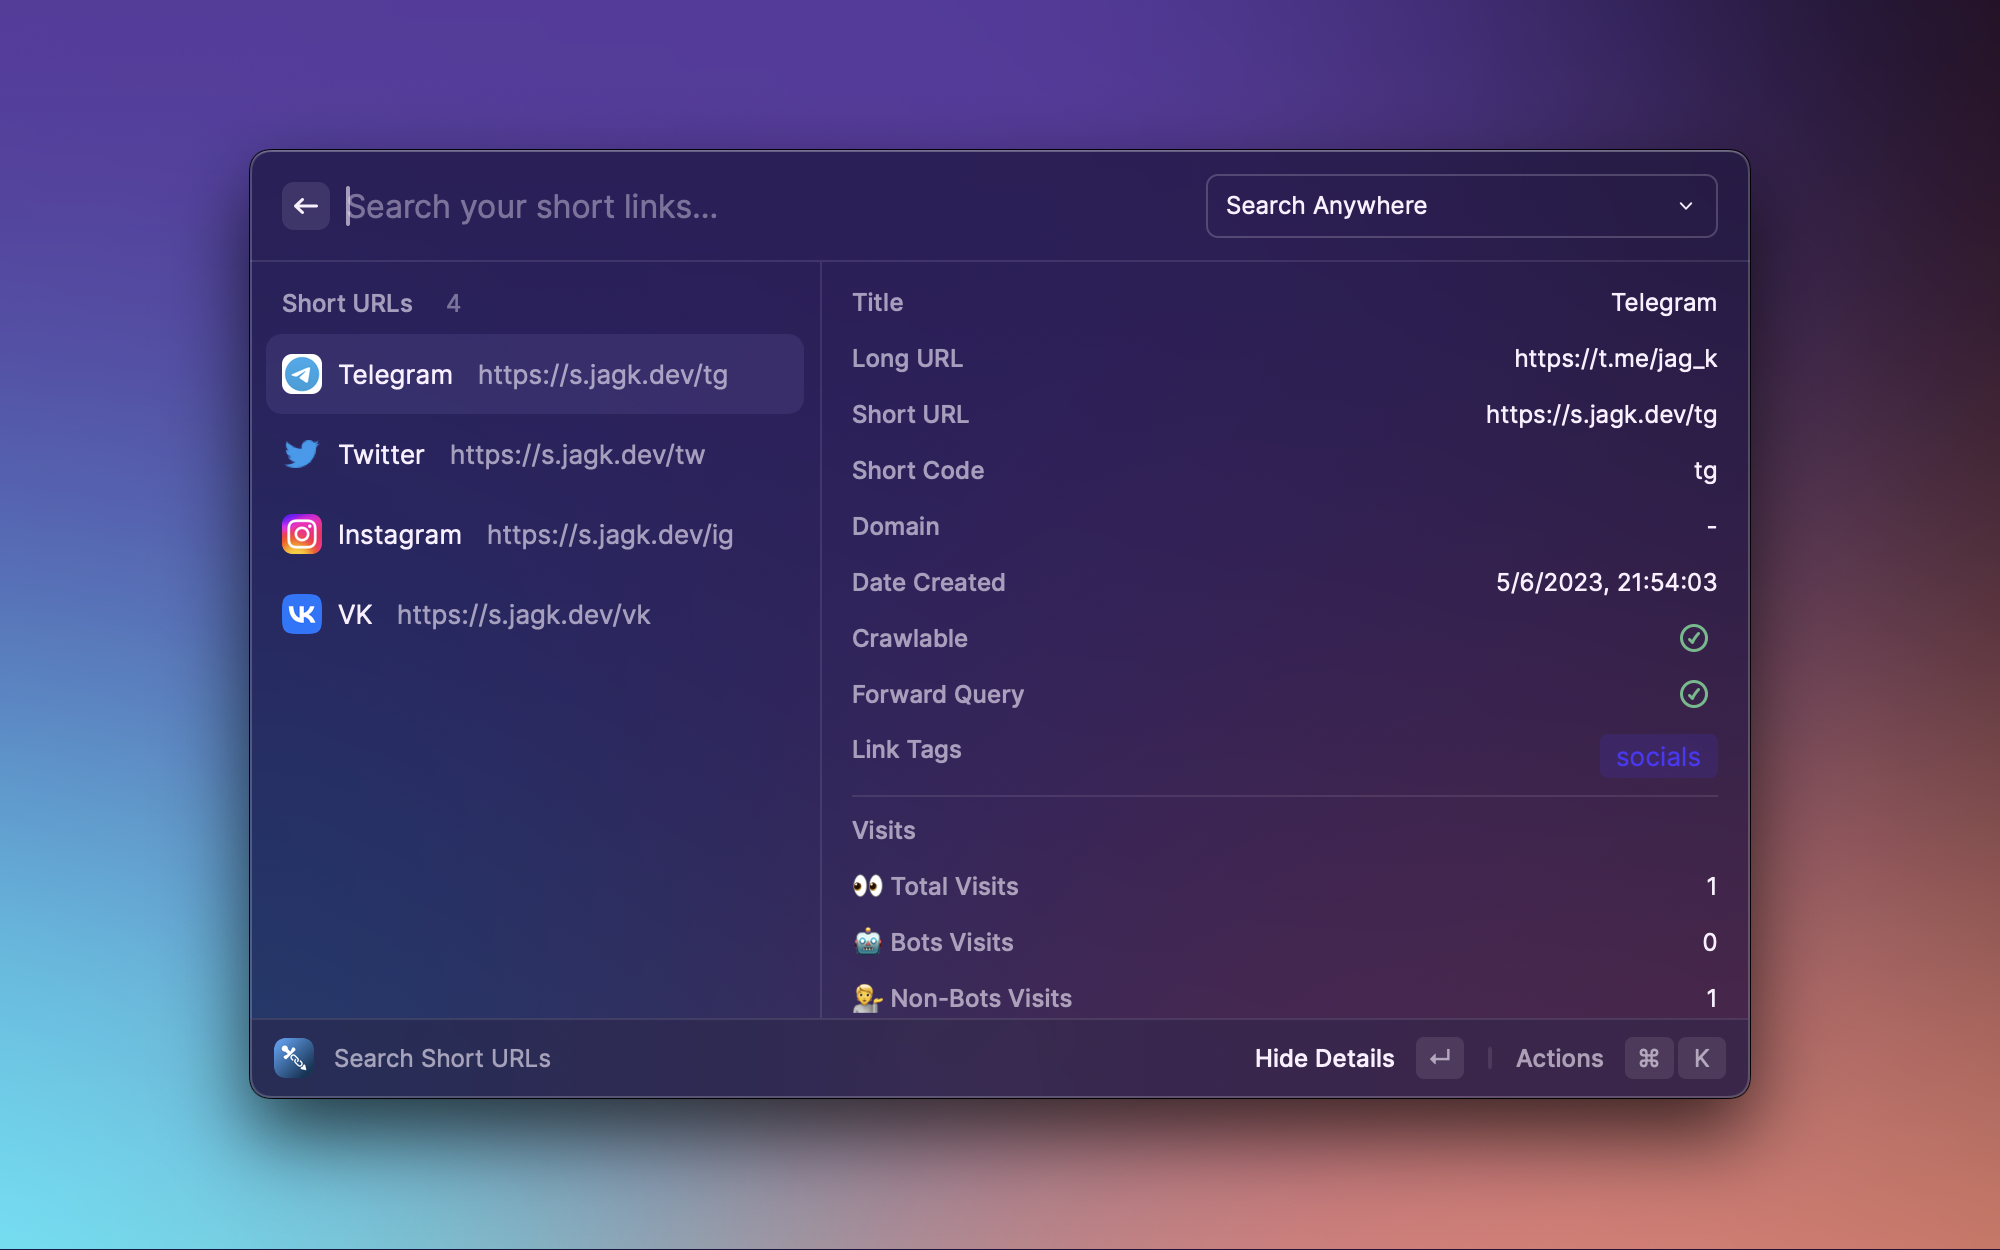 Search your short links...
Search Anywhere
Short URLs 4
Telegram https://s.jagk.dev/tg
Twitter https://s.jagk.dev/tw
Instagram https://s.jagk.dev/ig
VK https://s.jagk.dev/vk
Title Telegram
Long URL https://t.me/jag_k
Short URL https://s.jagk.dev/tg
Short Code tg
Domain -
Date Created 5/6/2023, 21:54:03
Crawlable
Forward Query
Link Tags socials
Visits
👀 Total Visits 1
🤖 Bots Visits 0
💁‍♂️ Non-Bots Visits 1
Search Short URLs
Hide Details ↵ Actions ⌘ K